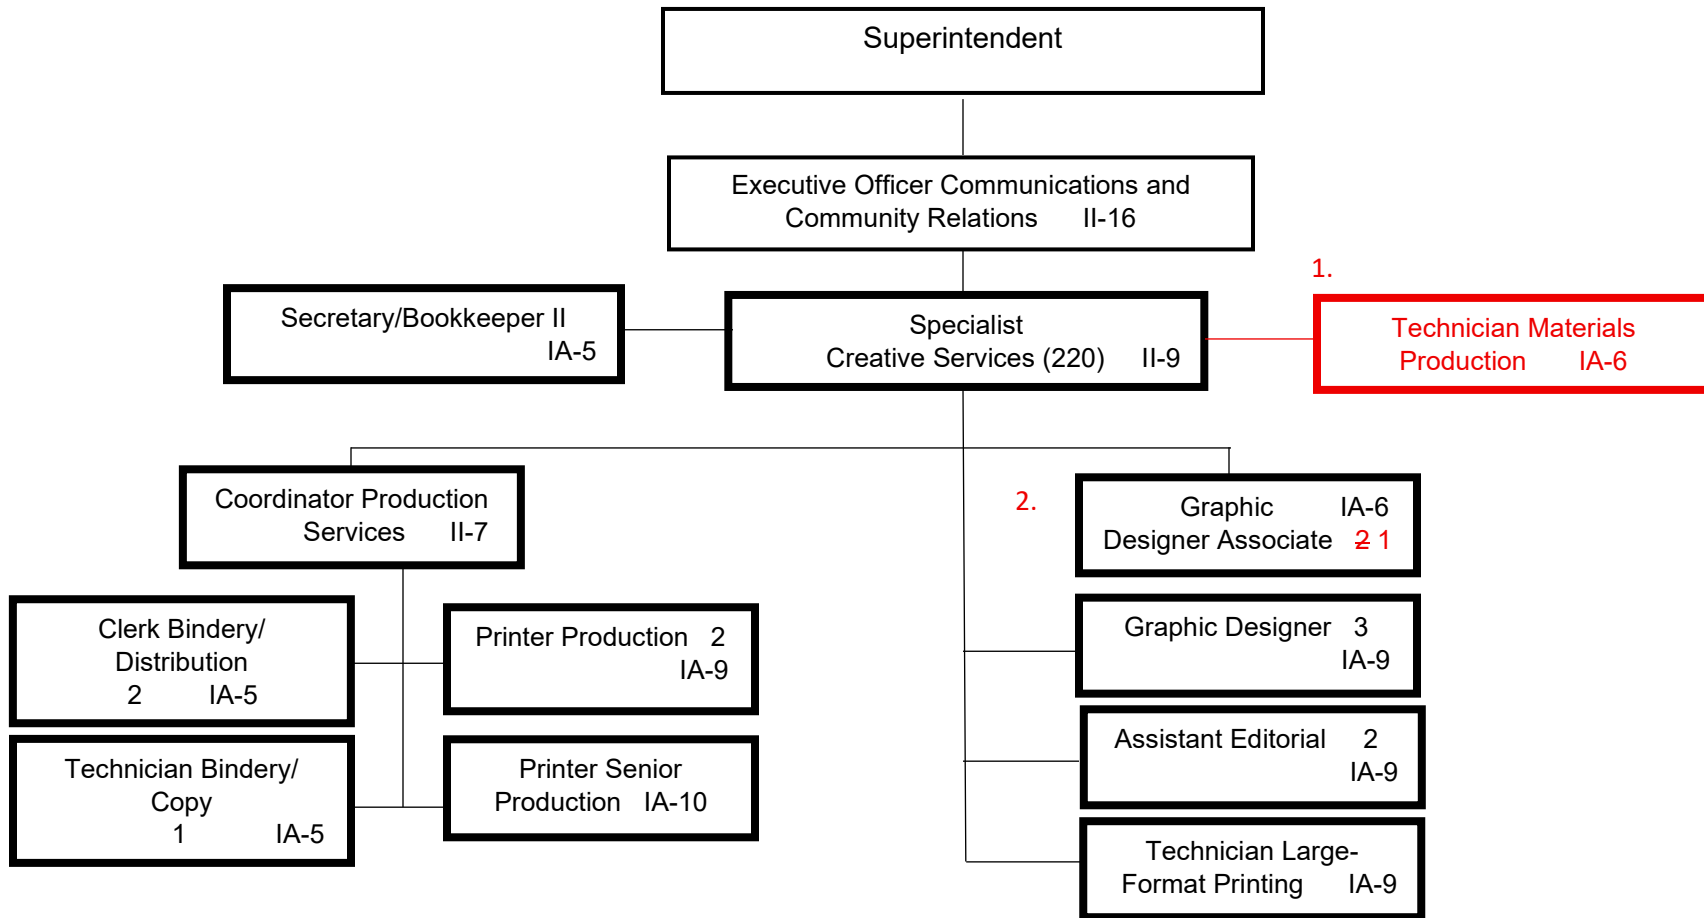 Superintendent
Executive Officer Communications and
Community Relations II-16
1.
Secretary/Bookkeeper II
IA-5
Specialist
Creative Services (220) II-9
Technician Materials
Production IA-6
Coordinator Production
Services II-7
2.
Graphic IA-6
Designer Associate 2 1
Clerk Bindery/
Distribution
2 IA-5
Printer Production 2
IA-9
Graphic Designer 3
IA-9
Technician Bindery/
Copy
1 IA-5
Printer Senior
Production IA-10
Assistant Editorial 2
IA-9
Technician Large-
Format Printing IA-9